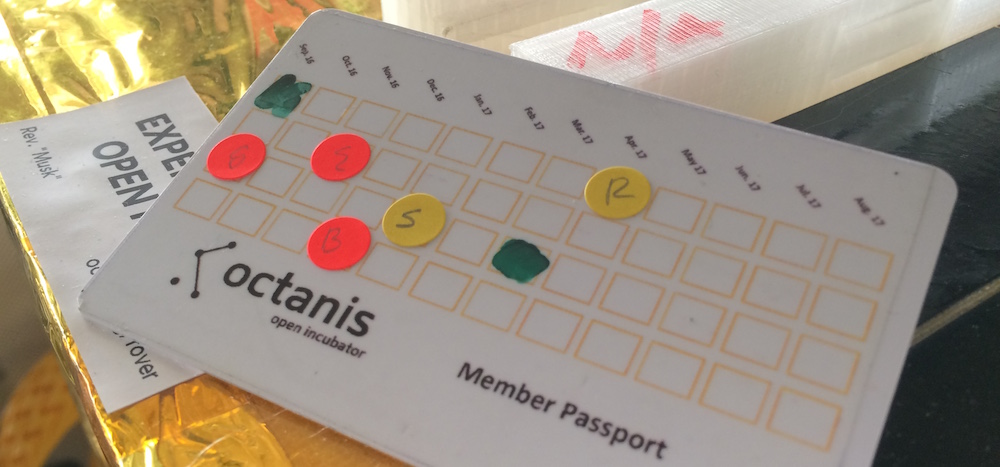 Sep. 16
Oct. 16
Nov. 16
Dec. 16
Jan. 17
Feb. 17
Mar. 17
Apr. 17
May 17
Jun. 17
Jul. 17
Aug. 17
R
S
B
octanis
open incubator
Member Passport
Rev. "Musk"
EXPE
OPEN
rover